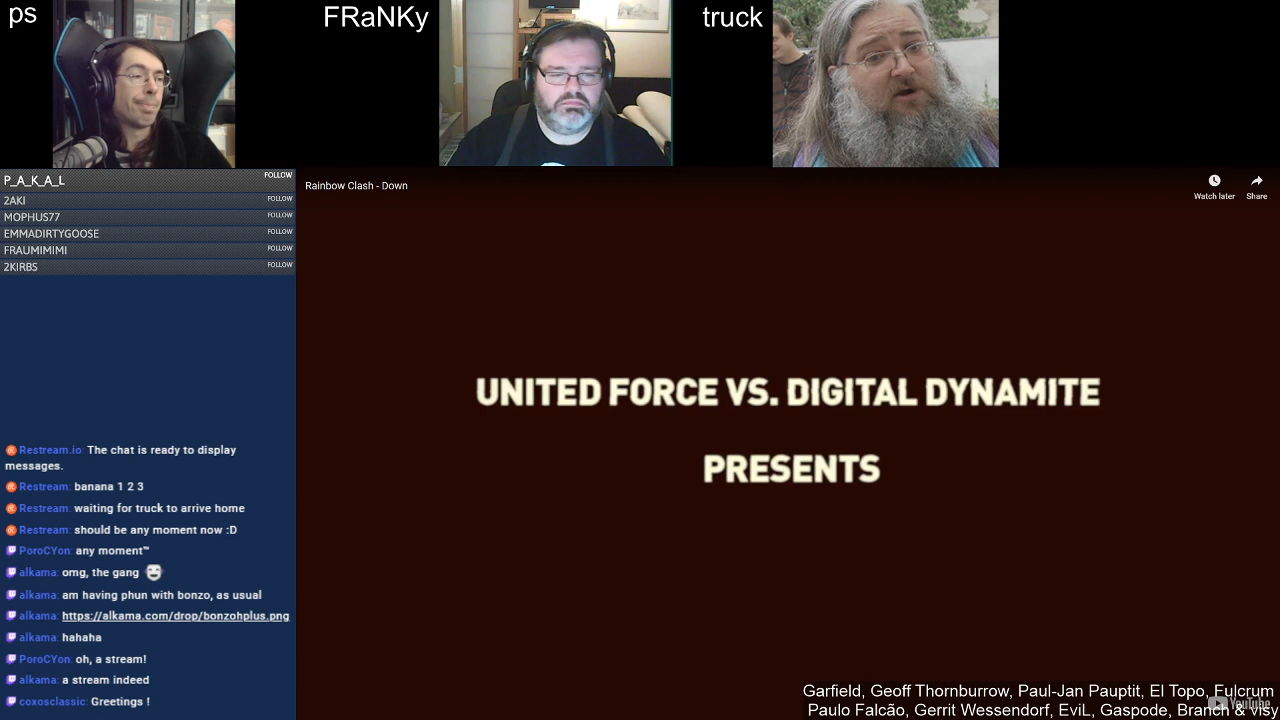 ps
FRaNKy
truck
P_A_K_A_L FOLLOW
2AKI FOLLOW
MOPHUS77 FOLLOW
EMMADIRTYGOOSE FOLLOW
FRAUMIMIMI FOLLOW
2KIRBS FOLLOW
Rainbow Clash - Down
Watch later
Share
UNITED FORCE VS. DIGITAL DYNAMITE
PRESENTS
Restream.io: The chat is ready to display
messages.
Restream: banana 1 2 3
Restream: waiting for truck to arrive home
Restream: should be any moment now :D
PoroCYon: any moment™
alkama: omg, the gang
alkama: am having phun with bonzo, as usual
alkama: https://alkama.com/drop/bonzohplus.png
alkama: hahaha
PoroCYon: oh, a stream!
alkama: a stream indeed
coxosclassic: Greetings !
Garfield, Geoff Thornburrow, Paul-Jan Pauptit, El Topo, Fulcrum
Paulo Falcão, Gerrit Wessendorf, EviL, Gaspode, Branch & visy
YouTube